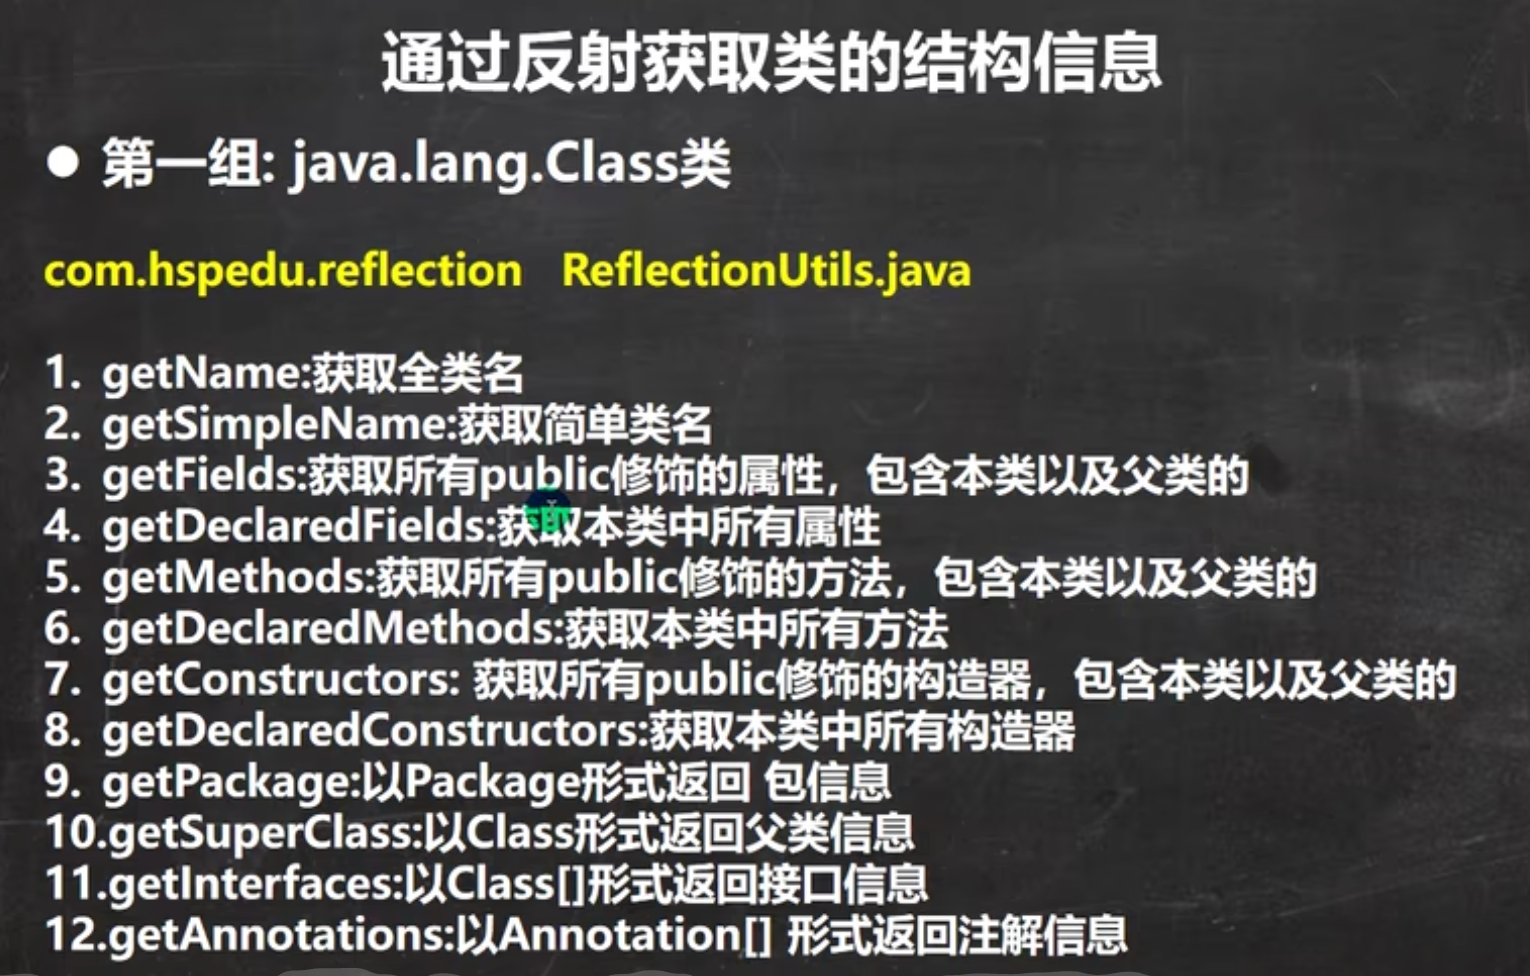 通过反射获取类的结构信息
● 第一组: java.lang.Class类
com.hspedu.reflection ReflectionUtils.java
1. getName:获取全类名
2. getSimpleName:获取简单类名
3. getFields:获取所有public修饰的属性，包含本类以及父类的
4. getDeclaredFields:获取本类中所有属性
5. getMethods:获取所有public修饰的方法，包含本类以及父类的
6. getDeclaredMethods:获取本类中所有方法
7. getConstructors: 获取所有public修饰的构造器，包含本类以及父类的
8. getDeclaredConstructors:获取本类中所有构造器
9. getPackage:以Package形式返回 包信息
10.getSuperClass:以Class形式返回父类信息
11.getInterfaces:以Class[]形式返回接口信息
12.getAnnotations:以Annotation[] 形式返回注解信息